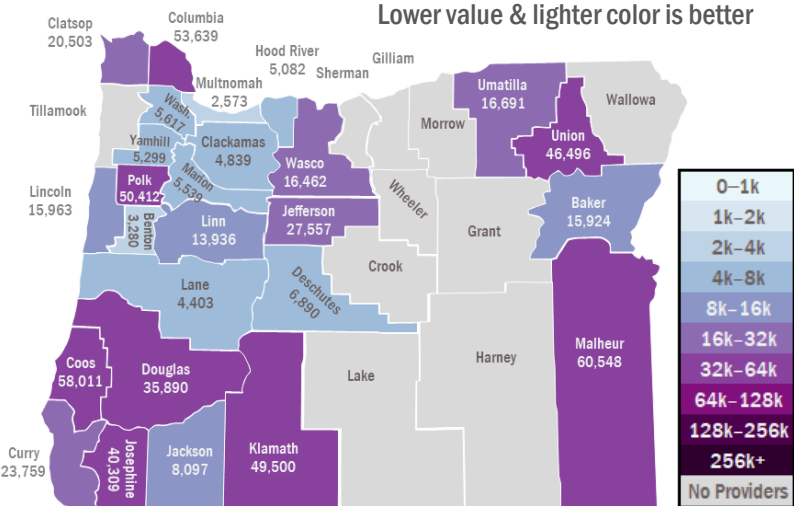 Lower value & lighter color is better
Clatsop
20,503
Columbia
53,639
Hood River
5,082
Sherman
Gilliam
Multnomah
2,573
Tillamook
Wash.
5,617
Yamhill
5,299
Clackamas
4,839
Marion
5,539
Polk
50,412
Lincoln
15,963
Benton
3,280
Linn
13,936
Wasco
16,462
Jefferson
27,557
Morrow
Umatilla
16,691
Union
46,496
Wallowa
Wheeler
Grant
Baker
15,924
Crook
Deschutes
6,890
Lane
4,403
Coos
58,011
Douglas
35,890
Lake
Harney
Malheur
60,548
Curry
23,759
Josephine
40,309
Jackson
8,097
Klamath
49,500
0–1k
1k–2k
2k–4k
4k–8k
8k–16k
16k–32k
32k–64k
64k–128k
128k–256k
256k+
No Providers